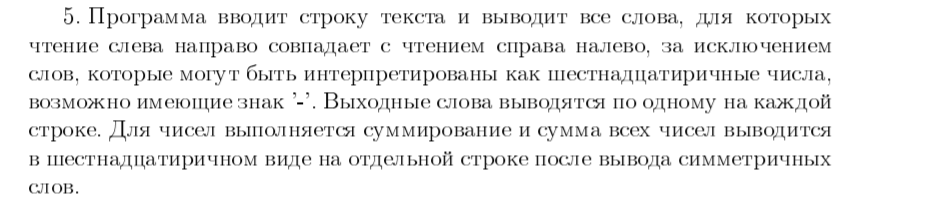 5. Программа вводит строку текста и выводит все слова, для которых
чтение слева направо совпадает с чтением справа налево, за исключением
слов, которые могут быть интерпретированы как шестнадцатиричные числа,
возможно имеющие знак '-'. Выходные слова выводятся по одному на каждой
строке. Для чисел выполняется суммирование и сумма всех чисел выводится
в шестнадцатиричном виде на отдельной строке после вывода симметричных
слов.